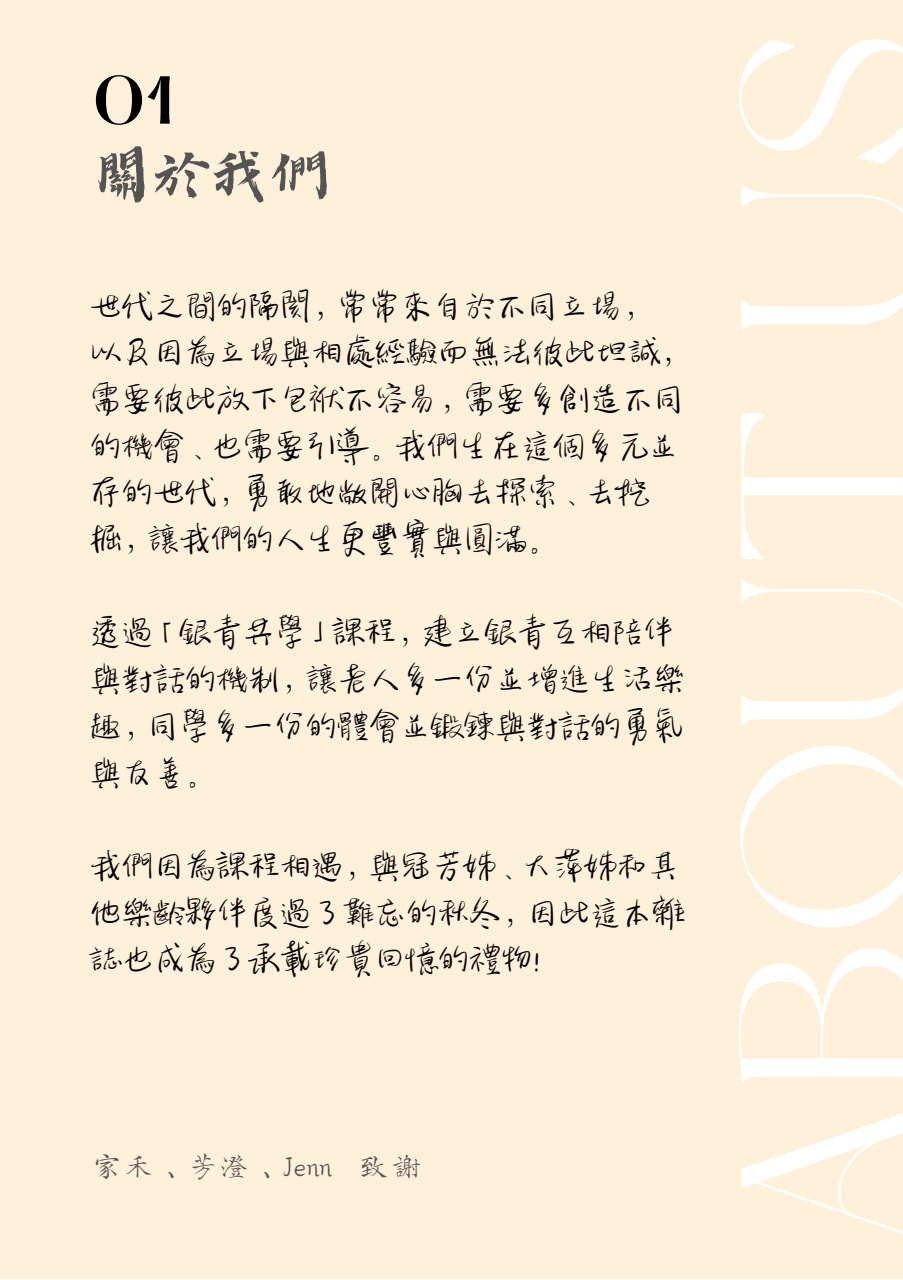 01
關於我們
世代之間的隔閡，常常來自於不同立場，
以及因為立場與相處經驗而無法彼此坦誠，
需要彼此放下包袱不容易，需要多創造不同
的機會、也需要引導。我們生在這個多元並
存的世代，勇敢地敞開心胸去探索、去挖
掘，讓我們的人生更豐實與圓滿。
透過「銀青共學」課程，建立銀青互相陪伴
與對話的機制，讓老人多一份並增進生活樂
趣，同學多一份的體會並鍛鍊與對話的勇氣
與友善。
我們因為課程相遇，與冠芳姊、大萍姊和其
他樂齡夥伴度過了難忘的秋冬，因此這本雜
誌也成為了承載珍貴回憶的禮物!
家禾、芳澄、Jenn 致謝
ABOUT US